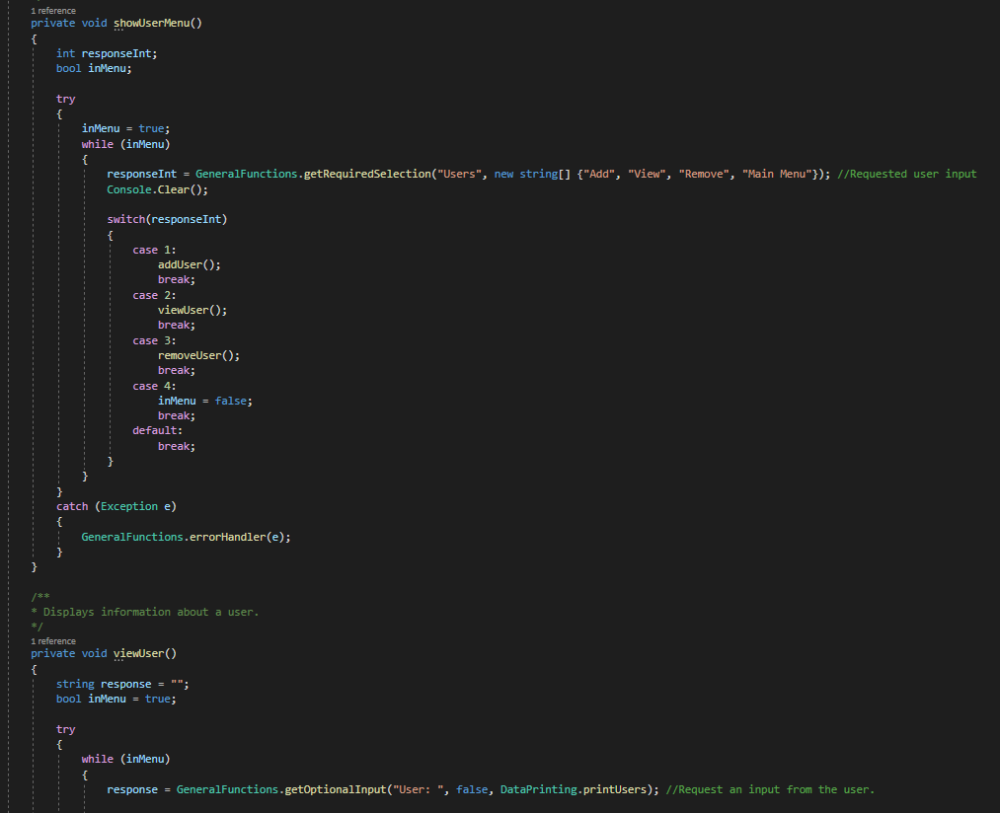 1 reference
private void showUserMenu()
{
    int responseInt;
    bool inMenu;

    try
    {
        inMenu = true;
        while (inMenu)
        {
            responseInt = GeneralFunctions.getRequiredSelection("Users", new string[] {"Add", "View", "Remove", "Main Menu"}); //Requested user input
            Console.Clear();

            switch(responseInt)
            {
                case 1:
                    addUser();
                    break;
                case 2:
                    viewUser();
                    break;
                case 3:
                    removeUser();
                    break;
                case 4:
                    inMenu = false;
                    break;
                default:
                    break;
            }
        }
    }
    catch (Exception e)
    {
        GeneralFunctions.errorHandler(e);
    }
}

/**
* Displays information about a user.
*/
1 reference
private void viewUser()
{
    string response = "";
    bool inMenu = true;

    try
    {
        while (inMenu)
        {
            response = GeneralFunctions.getOptionalInput("User: ", false, DataPrinting.printUsers); //Request an input from the user.